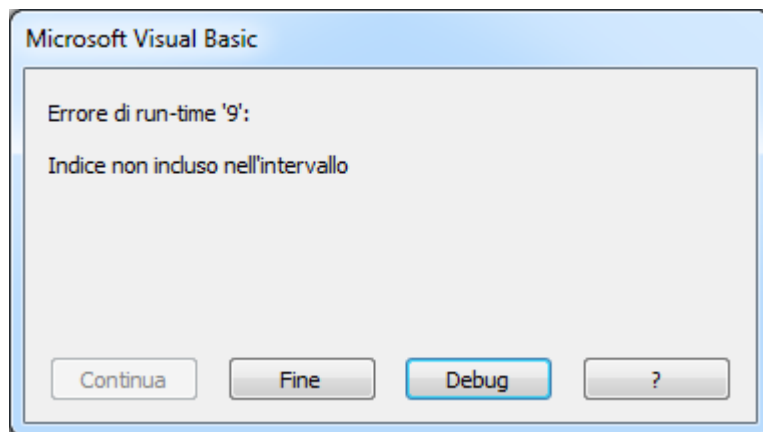 Microsoft Visual Basic
Errore di run-time '9':
Indice non incluso nell'intervallo
Continua
Fine
Debug
?